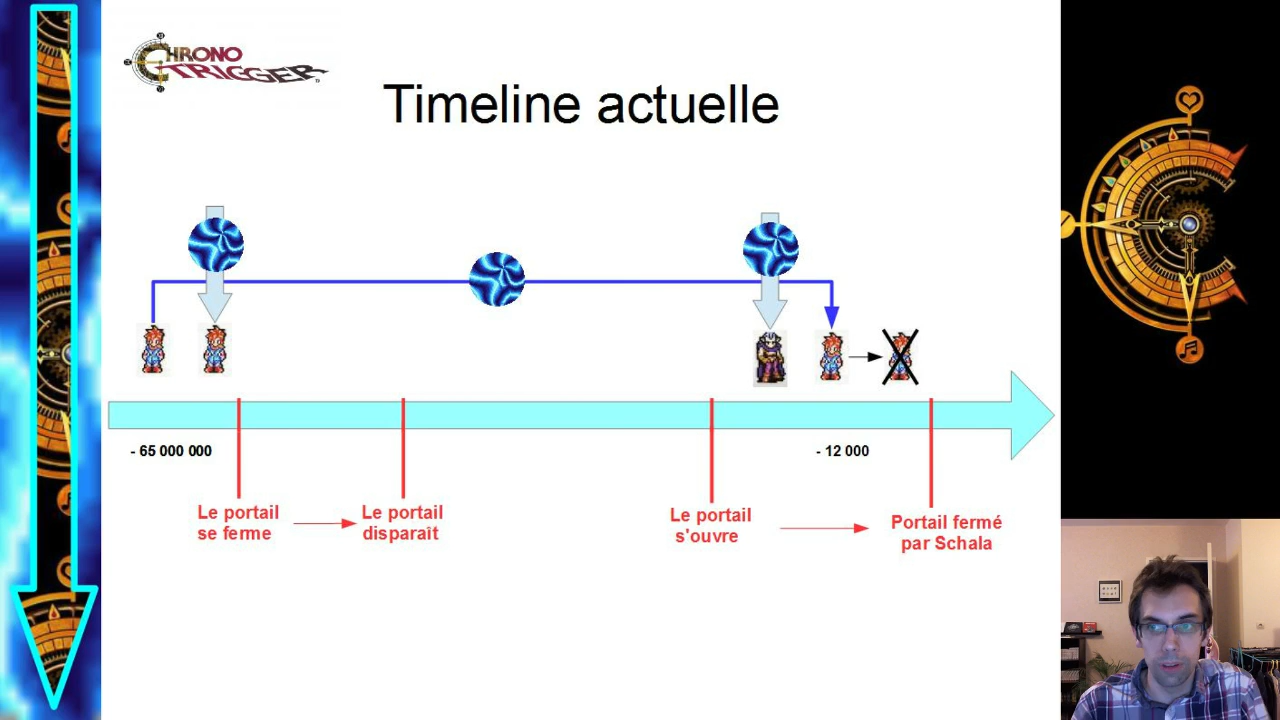 CHRONO
TRIGGER
Timeline actuelle
- 65 000 000
- 12 000
Le portail
se ferme
Le portail
disparaît
Le portail
s'ouvre
Portail fermé
par Schala